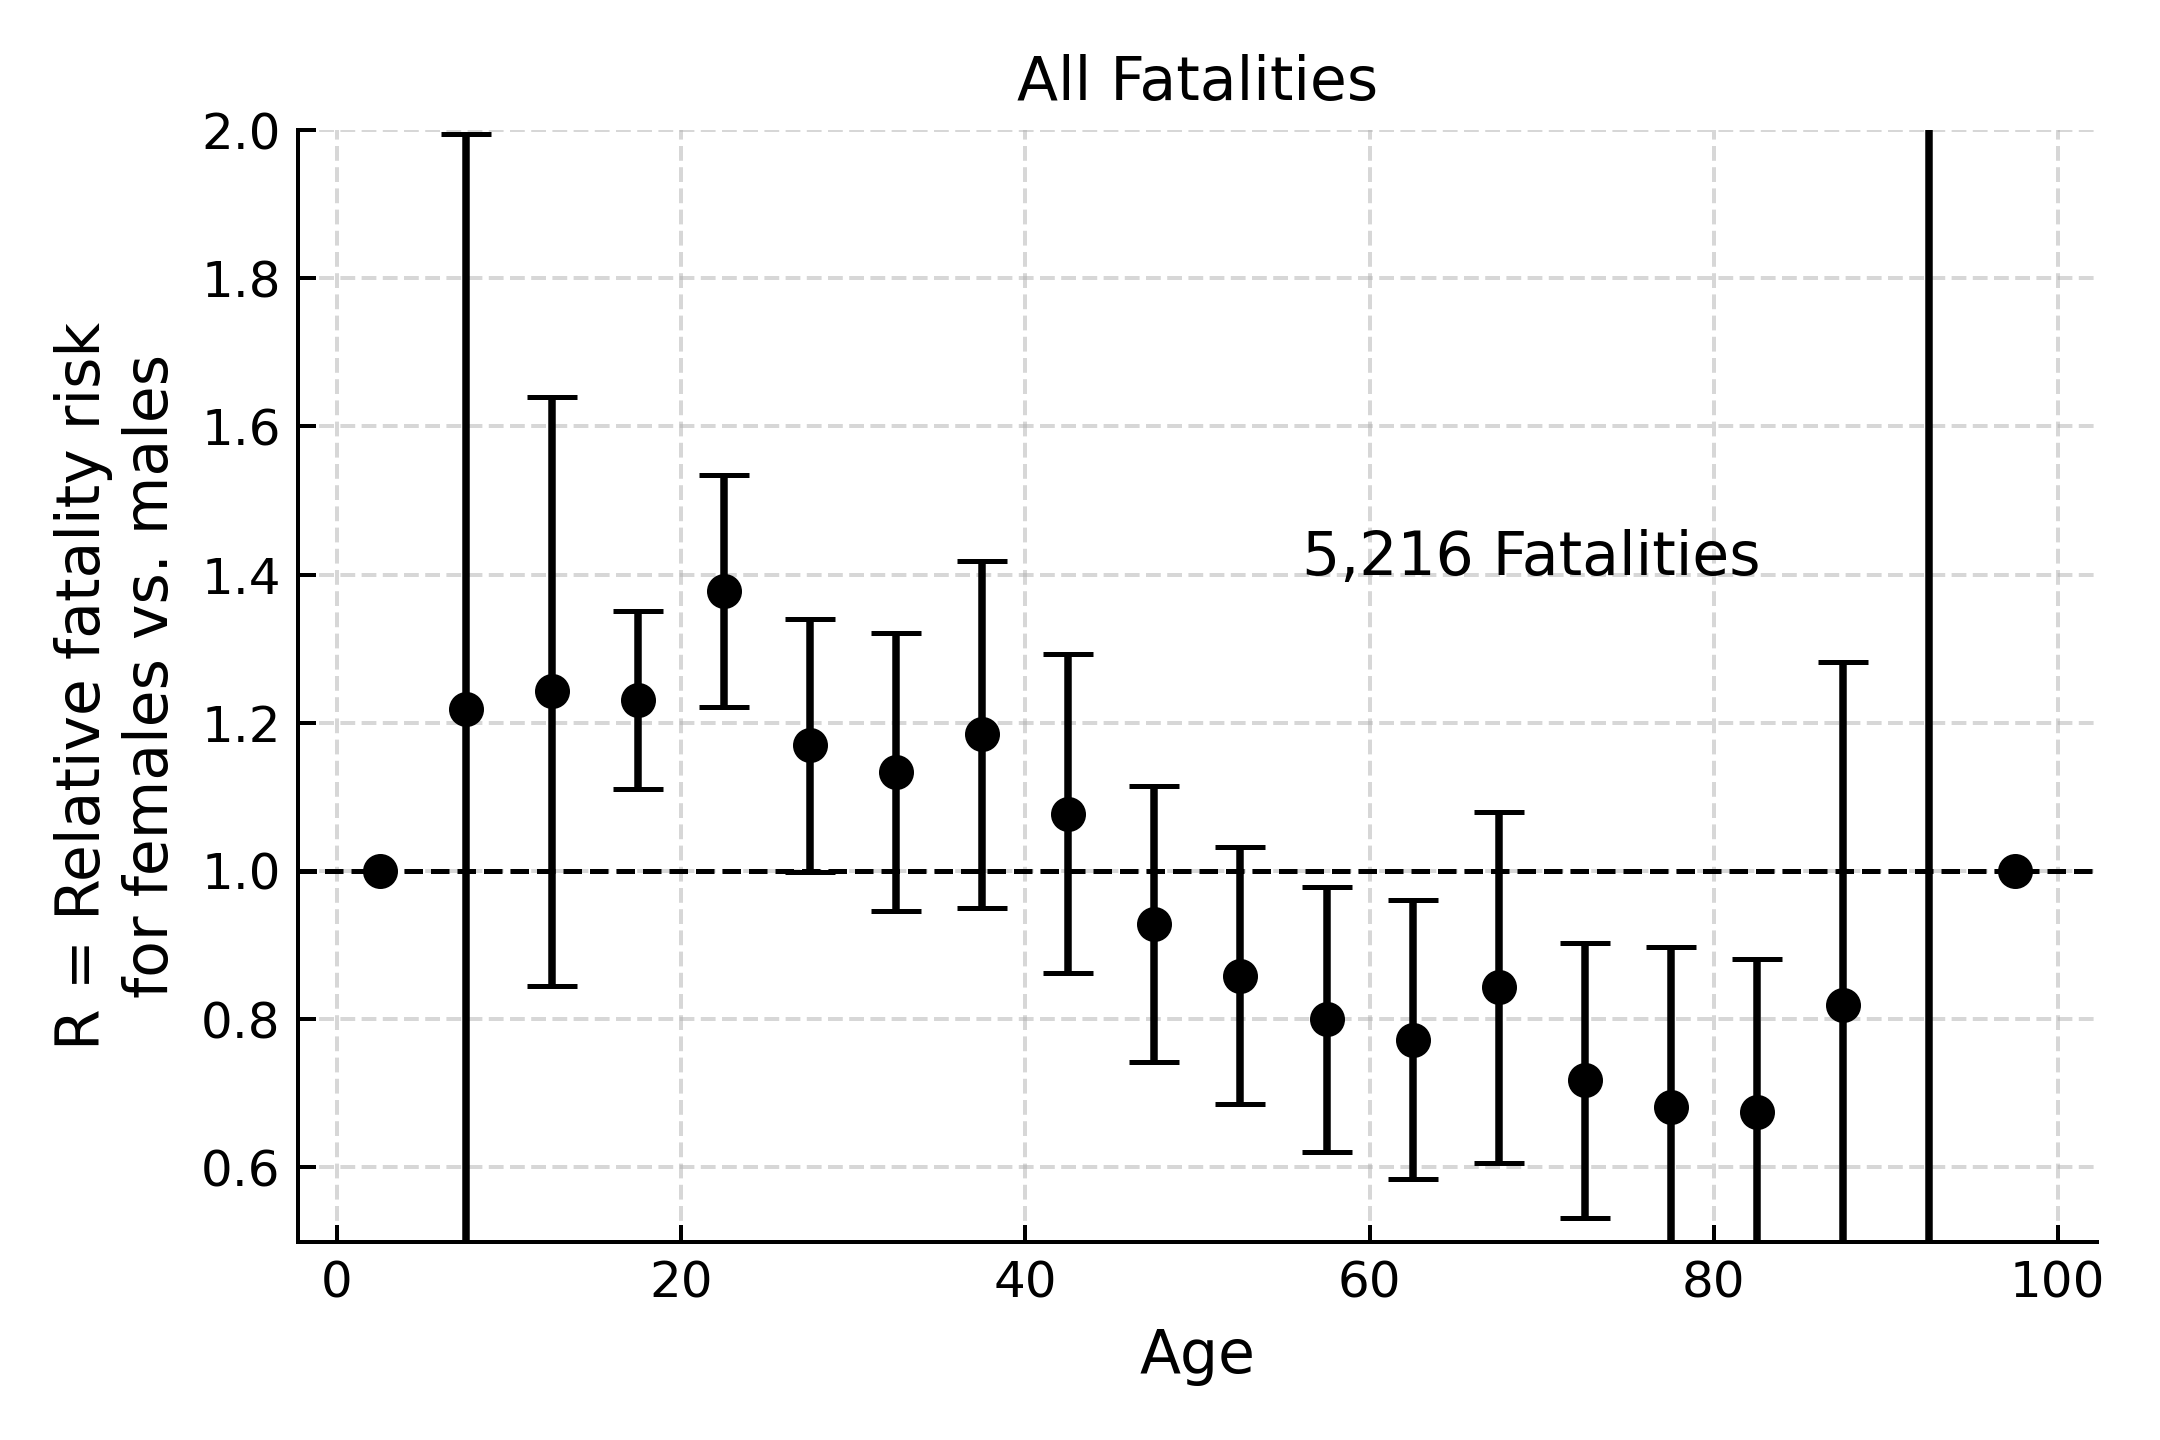 All Fatalities
R = Relative fatality risk
for females vs. males
2.0
1.8
1.6
1.4
1.2
1.0
0.8
0.6
5,216 Fatalities
0 20 40 60 80 100
Age